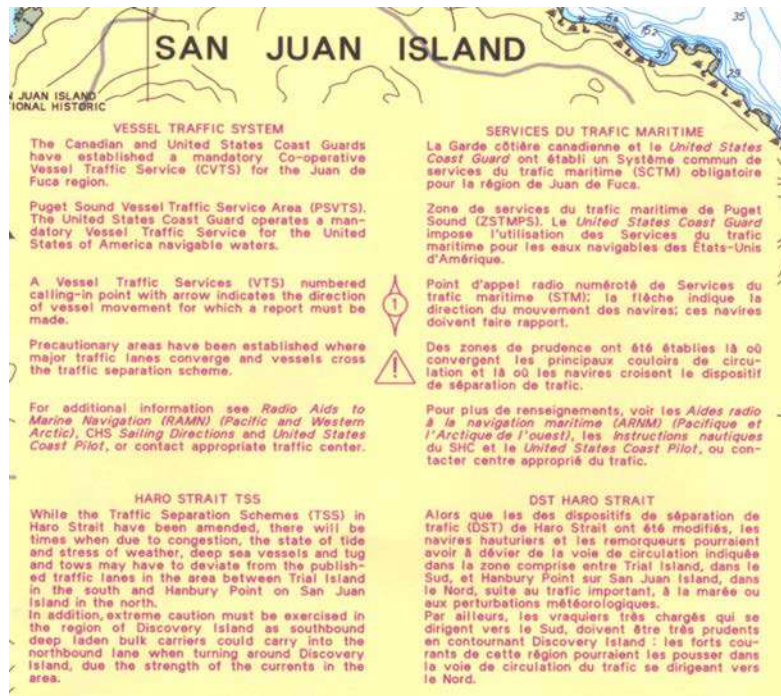 35
64
52
31
29
SAN JUAN ISLAND
N JUAN ISLAND
IONAL HISTORIC
VESSEL TRAFFIC SYSTEM
The Canadian and United States Coast Guards
have established a mandatory Co-operative
Vessel Traffic Service (CVTS) for the Juan de
Fuca region.
Puget Sound Vessel Traffic Service Area (PSVTS).
The United States Coast Guard operates a man-
datory Vessel Traffic Service for the United
States of America navigable waters.
A Vessel Traffic Services (VTS) numbered
calling-in point with arrow indicates the direction
of vessel movement for which a report must be
made.
Precautionary areas have been established where
major traffic lanes converge and vessels cross
the traffic separation scheme.
For additional information see Radio Aids to
Marine Navigation (RAMN) (Pacific and Western
Arctic), CHS Sailing Directions and United States
Coast Pilot, or contact appropriate traffic center.
HARO STRAIT TSS
While the Traffic Separation Schemes (TSS) in
Haro Strait have been amended, there will be
times when due to congestion, the state of tide
and stress of weather, deep sea vessels and tug
and tows may have to deviate from the publish-
ed traffic lanes in the area between Trial Island
in the south and Hanbury Point on San Juan
Island in the north.
In addition, extreme caution must be exercised in
the region of Discovery Island as southbound
deep laden bulk carriers could carry into the
northbound lane when turning around Discovery
Island, due the strength of the currents in the
area.
1
!
SERVICES DU TRAFIC MARITIME
La Garde côtière canadienne et le United States
Coast Guard ont établi un Système commun de
services du trafic maritime (SCTM) obligatoire
pour la région de Juan de Fuca.
Zone de services du trafic maritime de Puget
Sound (ZSTMPS). Le United States Coast Guard
impose l'utilisation des Services du trafic
maritime pour les eaux navigables des États-Unis
d'Amérique.
Point d'appel radio numéroté de Services du
trafic maritime (STM); la flèche indique la
direction du mouvement des navires; ces navires
doivent faire rapport.
Des zones de prudence ont été établies là où
convergent les principaux couloirs de circu-
lation et là où les navires croisent le dispositif
de séparation de trafic.
Pour plus de renseignements, voir les Aides radio
à la navigation maritime (ARNM) (Pacifique et
l'Arctique de l'ouest), les Instructions nautiques
du SHC et le United States Coast Pilot, ou con-
tacter centre approprié du trafic.
DST HARO STRAIT
Alors que les des dispositifs de séparation de
trafic (DST) de Haro Strait ont été modifiés, les
navires hauturiers et les remorqueurs pourraient
avoir à dévier de la voie de circulation indiquée
dans la zone comprise entre Trial Island, dans le
Sud, et Hanbury Point sur San Juan Island, dans
le Nord, suite au trafic important, à la marée ou
aux perturbations météorologiques.
Par ailleurs, les vraquiers très chargés qui se
dirigent vers le Sud, doivent être très prudents
en contournant Discovery Island : les forts cou-
rants de cette région pourraient les pousser dans
la voie de circulation du trafic se dirigeant vers
le Nord.